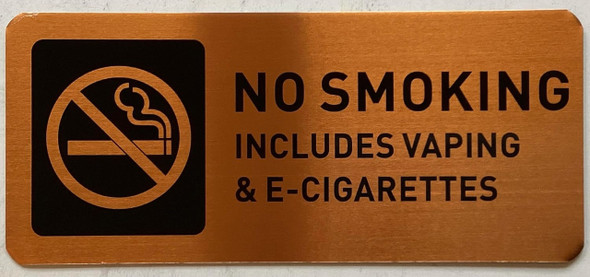 NO SMOKING
INCLUDES VAPING
& E-CIGARETTES